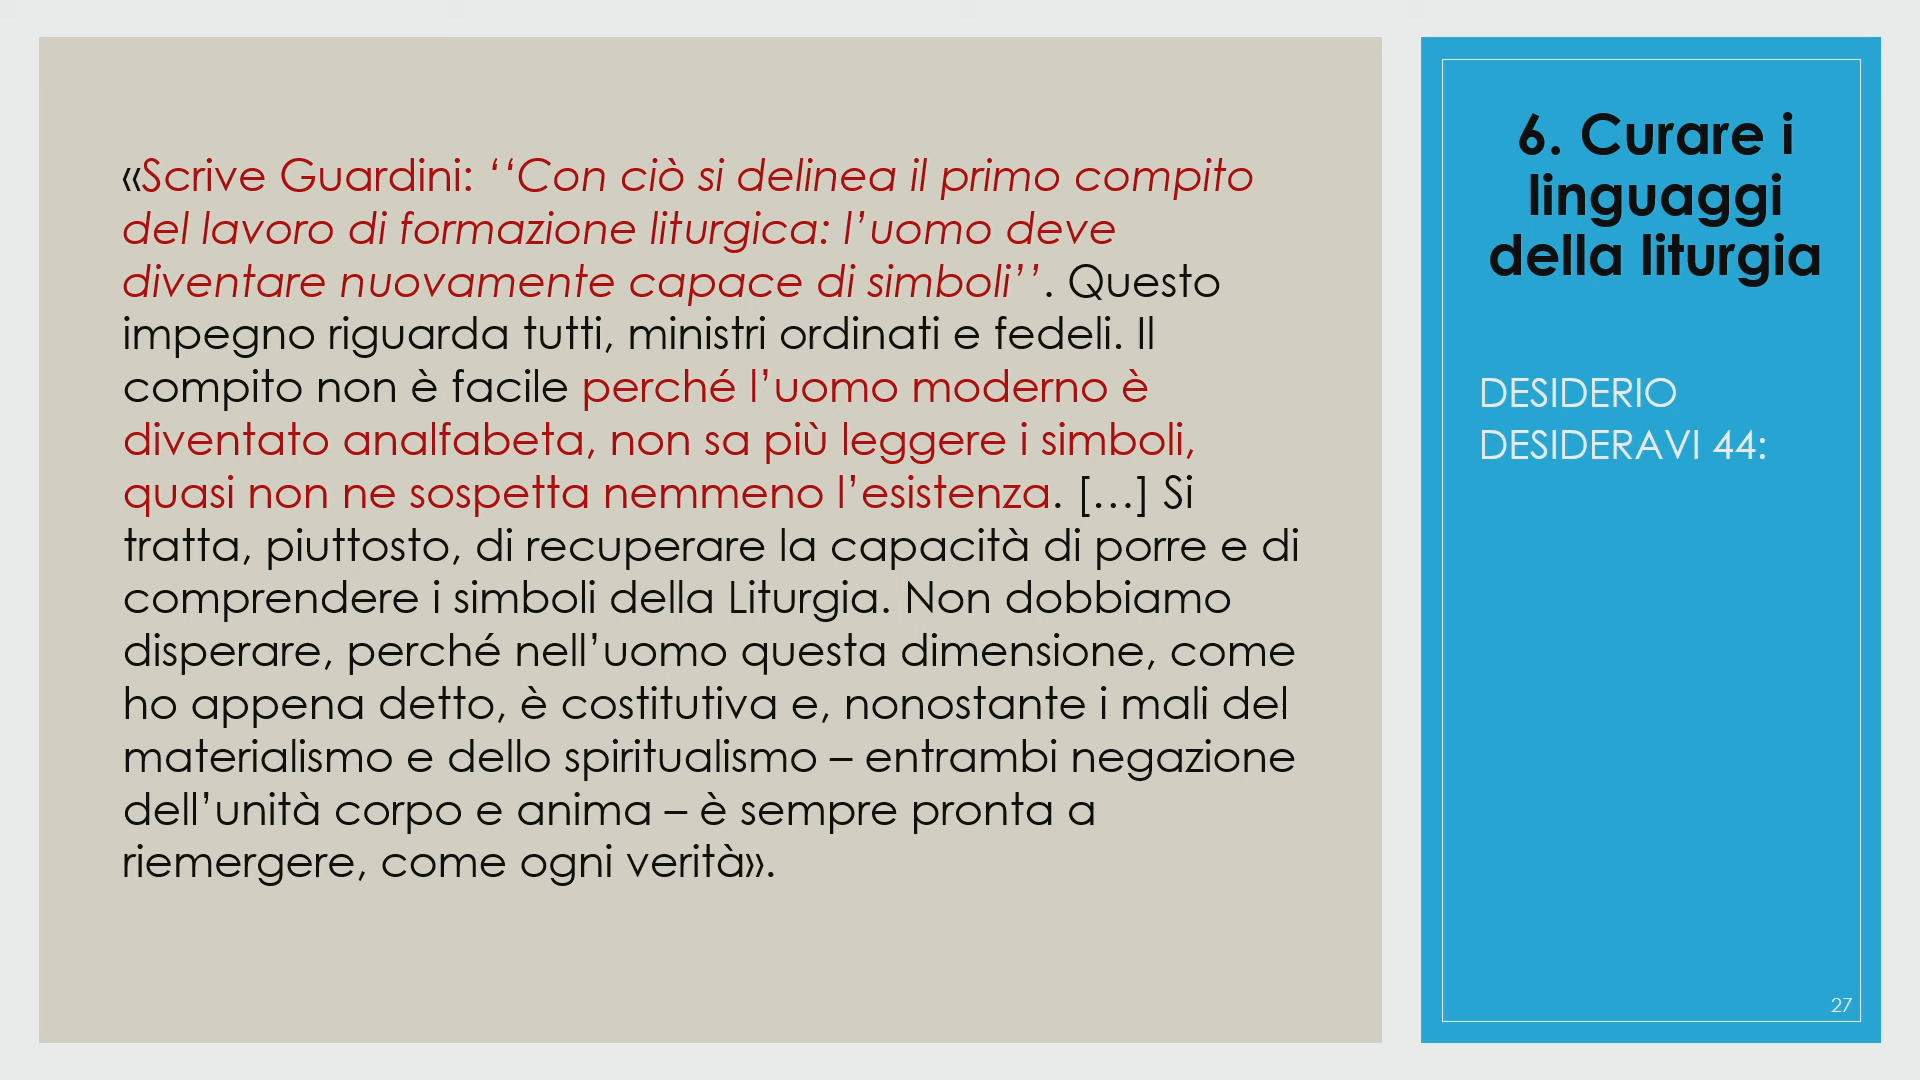 «Scrive Guardini: ‘‘Con ciò si delinea il primo compito
del lavoro di formazione liturgica: l’uomo deve
diventare nuovamente capace di simboli’’. Questo
impegno riguarda tutti, ministri ordinati e fedeli. Il
compito non è facile perché l’uomo moderno è
diventato analfabeta, non sa più leggere i simboli,
quasi non ne sospetta nemmeno l’esistenza. […] Si
tratta, piuttosto, di recuperare la capacità di porre e di
comprendere i simboli della Liturgia. Non dobbiamo
disperare, perché nell’uomo questa dimensione, come
ho appena detto, è costitutiva e, nonostante i mali del
materialismo e dello spiritualismo – entrambi negazione
dell’unità corpo e anima – è sempre pronta a
riemergere, come ogni verità».
6. Curare i
linguaggi
della liturgia
DESIDERIO
DESIDERAVI 44:
27